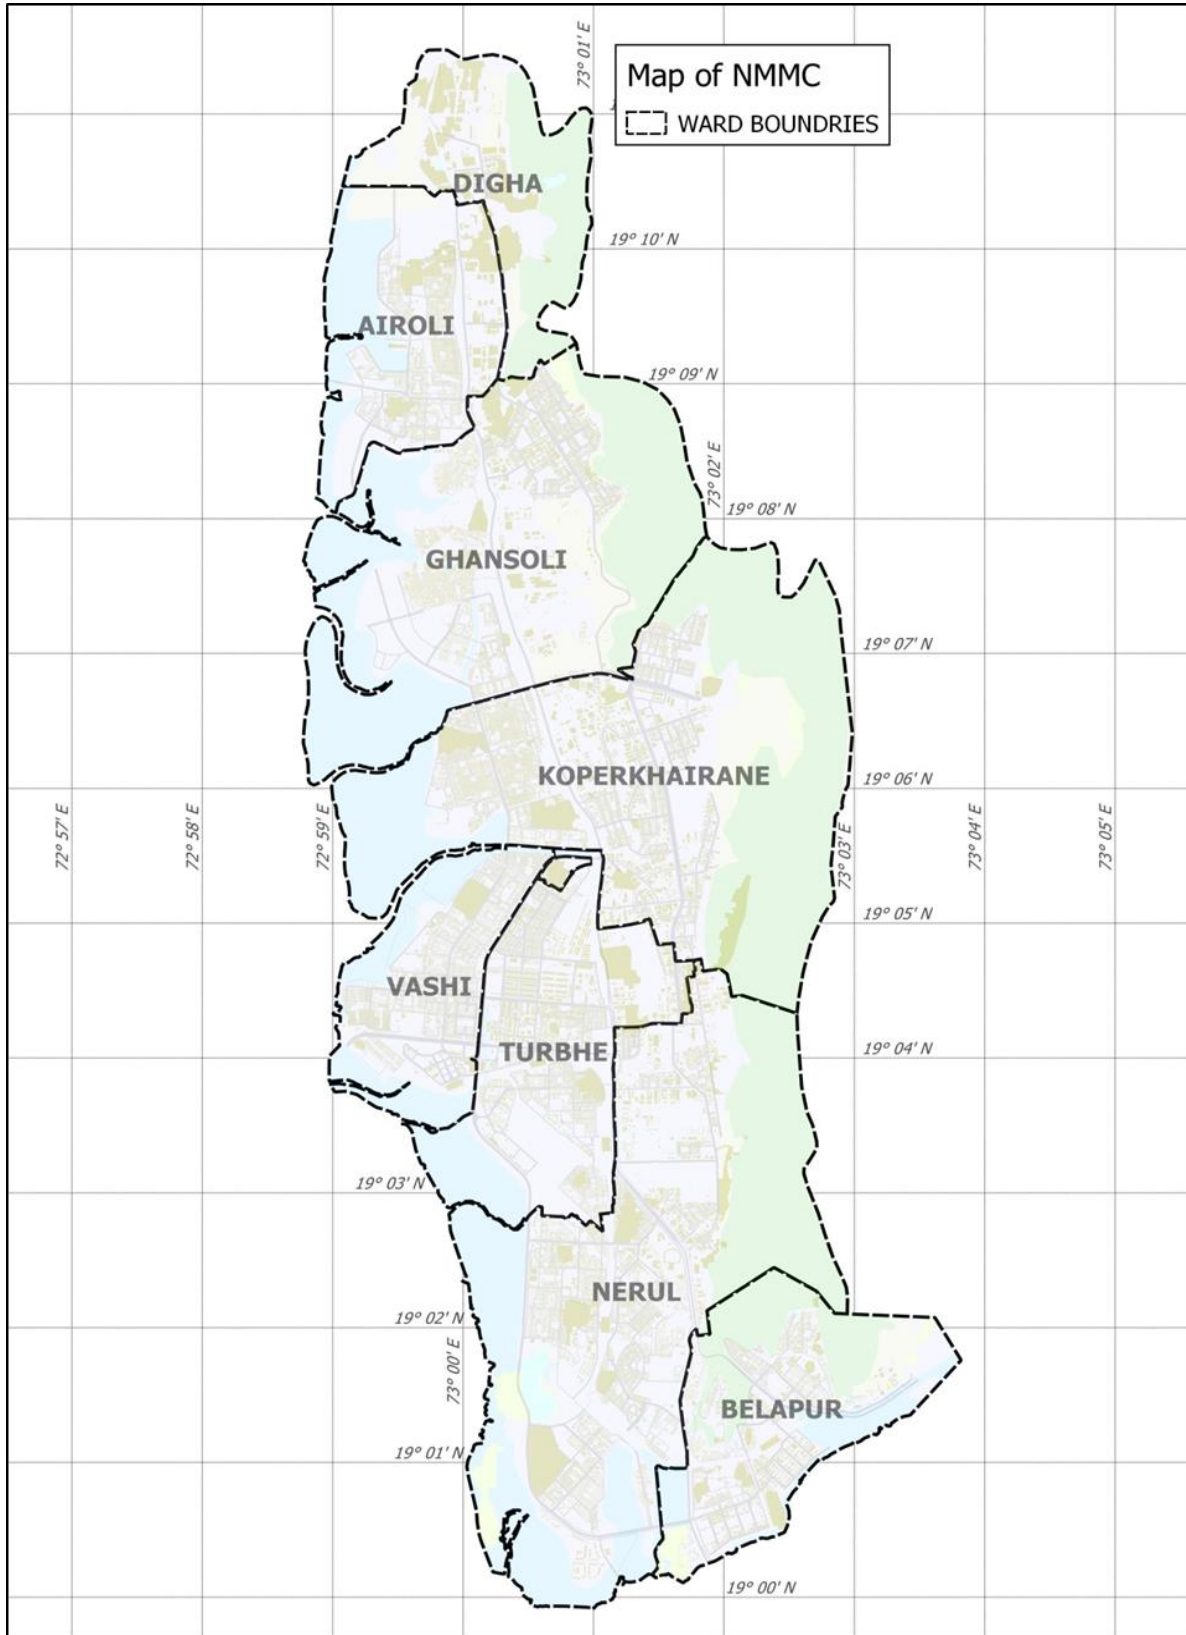 73° 01' E
Map of NMMC
WARD BOUNDRIES
DIGHA
19° 10' N
AIROLI
19° 09' N
73° 02' E
19° 08' N
GHANSOLI
19° 07' N
KOPERKHAIRANE
19° 06' N
72° 57' E
72° 58' E
72° 59' E
73° 03' E
73° 04' E
73° 05' E
19° 05' N
VASHI
TURBHE
19° 04' N
19° 03' N
NERUL
19° 02' N
73° 00' E
BELAPUR
19° 01' N
19° 00' N